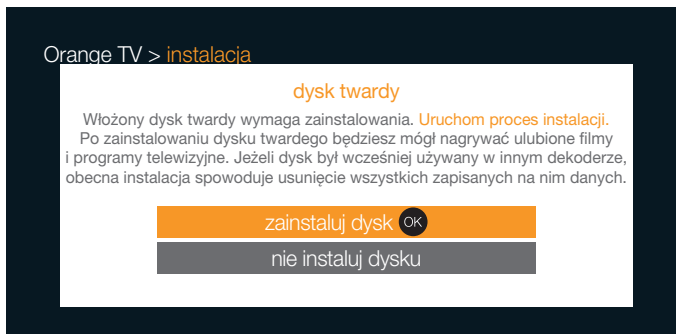 Orange TV > instalacja
dysk twardy
Włożony dysk twardy wymaga zainstalowania. Uruchom proces instalacji.
Po zainstalowaniu dysku twardego będziesz mógł nagrywać ulubione filmy
i programy telewizyjne. Jeżeli dysk był wcześniej używany w innym dekoderze,
obecna instalacja spowoduje usunięcie wszystkich zapisanych na nim danych.
zainstaluj dysk OK
nie instaluj dysku